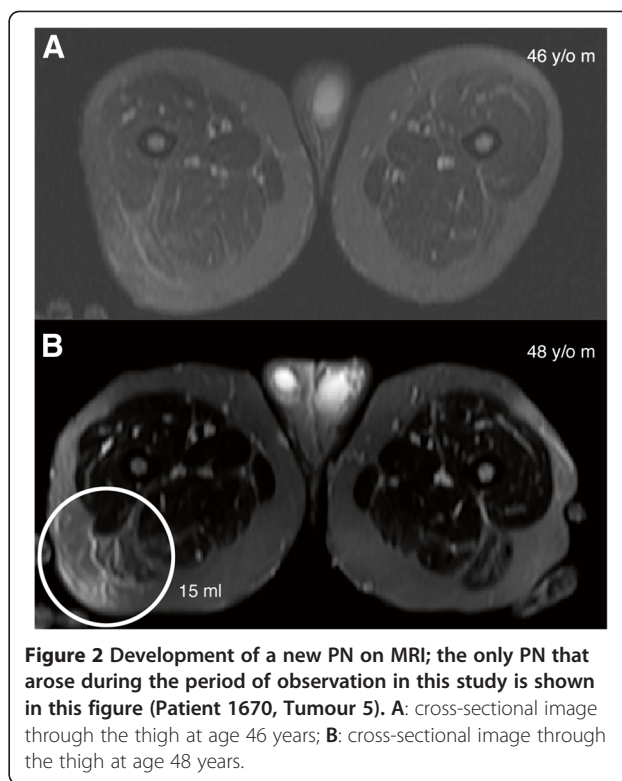 A
46 y/o m
B
48 y/o m
15 ml
Figure 2 Development of a new PN on MRI; the only PN that
arose during the period of observation in this study is shown
in this figure (Patient 1670, Tumour 5). A: cross-sectional image
through the thigh at age 46 years; B: cross-sectional image through
the thigh at age 48 years.